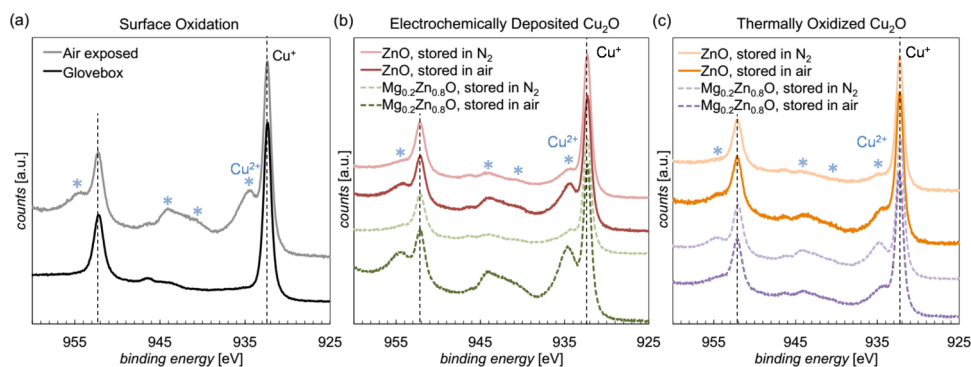 (a)
Surface Oxidation
Air exposed
Glovebox
Cu⁺
Cu²⁺
*
*
*
*
counts [a.u.]
955
945
935
925
binding energy [eV]
(b)
Electrochemically Deposited Cu₂O
ZnO, stored in N₂
ZnO, stored in air
Mg₀.₂Zn₀.₈O, stored in N₂
Mg₀.₂Zn₀.₈O, stored in air
Cu⁺
Cu²⁺
*
*
*
*
counts [a.u.]
955
945
935
925
binding energy [eV]
(c)
Thermally Oxidized Cu₂O
ZnO, stored in N₂
ZnO, stored in air
Mg₀.₂Zn₀.₈O, stored in N₂
Mg₀.₂Zn₀.₈O, stored in air
Cu⁺
Cu²⁺
*
*
*
*
counts [a.u.]
955
945
935
925
binding energy [eV]